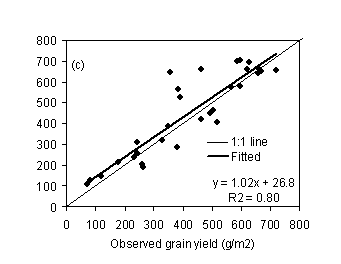 800
700
600
500
400
300
200
100
0
(c)
1:1 line
Fitted
y = 1.02x + 26.8
R2 = 0.80
0 100 200 300 400 500 600 700 800
Observed grain yield (g/m2)